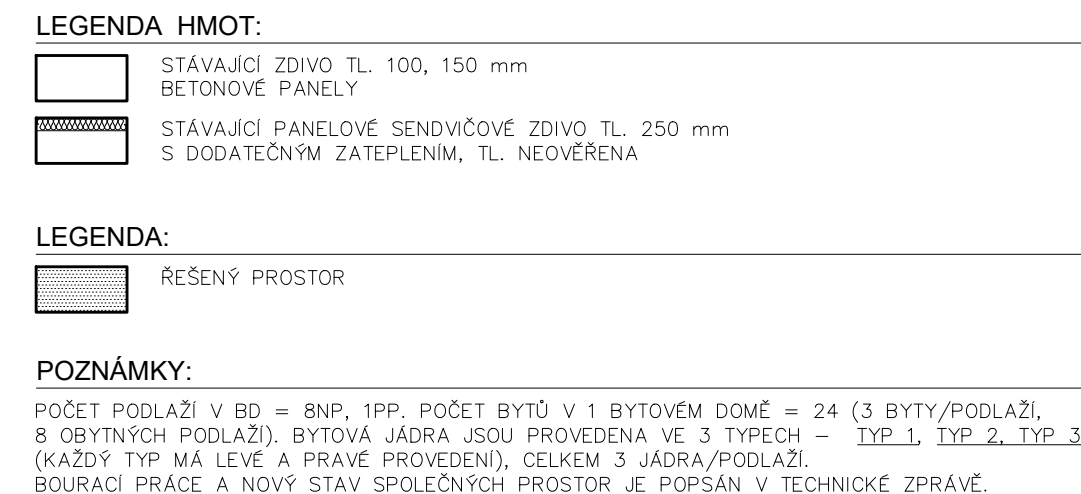 LEGENDA HMOT:
STÁVAJÍCÍ ZDIVO TL. 100, 150 mm
BETONOVÉ PANELY
STÁVAJÍCÍ PANELOVÉ SENDVIČOVÉ ZDIVO TL. 250 mm
S DODATEČNÝM ZATEPLENÍM, TL. NEOVĚŘENA
LEGENDA:
ŘEŠENÝ PROSTOR
POZNÁMKY:
POČET PODLAŽÍ V BD = 8NP, 1PP. POČET BYTŮ V 1 BYTOVÉM DOMĚ = 24 (3 BYTY/PODLAŽÍ,
8 OBYTNÝCH PODLAŽÍ). BYTOVÁ JÁDRA JSOU PROVEDENA VE 3 TYPECH – TYP 1, TYP 2, TYP 3
(KAŽDÝ TYP MÁ LEVÉ A PRAVÉ PROVEDENÍ), CELKEM 3 JÁDRA/PODLAŽÍ.
BOURACÍ PRÁCE A NOVÝ STAV SPOLEČNÝCH PROSTOR JE POPSÁN V TECHNICKÉ ZPRÁVĚ.